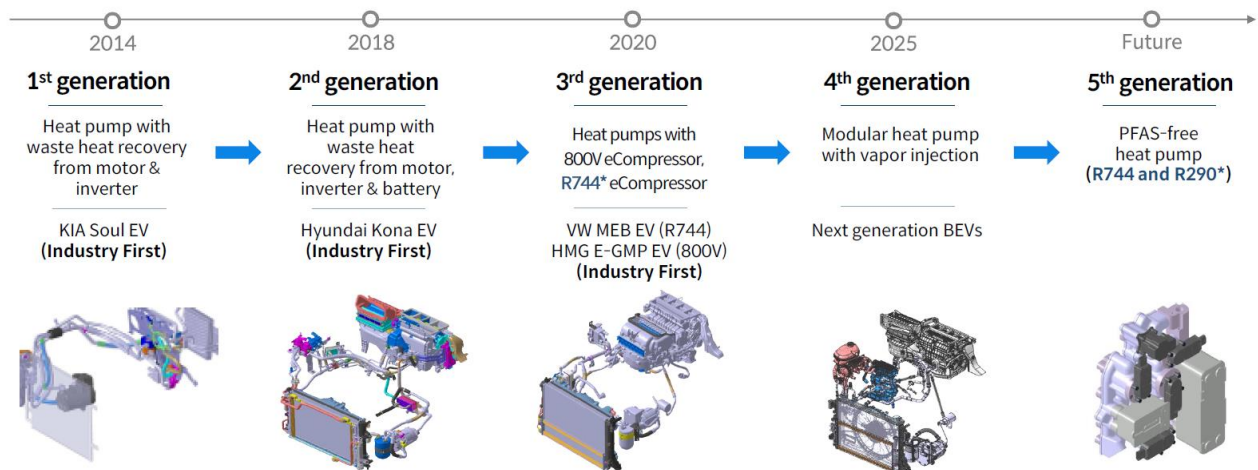 2014
2018
2020
2025
Future
1st generation
Heat pump with
waste heat recovery
from motor &
inverter
KIA Soul EV
(Industry First)
2nd generation
Heat pump with
waste heat
recovery from motor,
inverter & battery
Hyundai Kona EV
(Industry First)
3rd generation
Heat pumps with
800V eCompressor,
R744* eCompressor
VW MEB EV (R744)
HMG E-GMP EV (800V)
(Industry First)
4th generation
Modular heat pump
with vapor injection
Next generation BEVs
5th generation
PFAS-free
heat pump
(R744 and R290*)